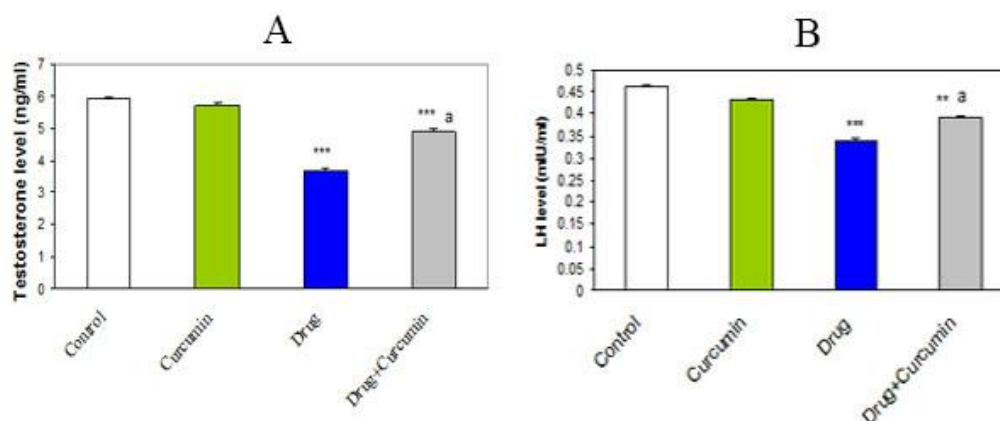 A
Testosterone level (ng/ml)
7
6
5
4
3
2
1
0
***
*** a
Control
Curcumin
Drug
Drug+Curcumin
B
LH level (mIU/ml)
0.5
0.45
0.4
0.35
0.3
0.25
0.2
0.15
0.1
0.05
0
***
** a
Control
Curcumin
Drug
Drug+Curcumin